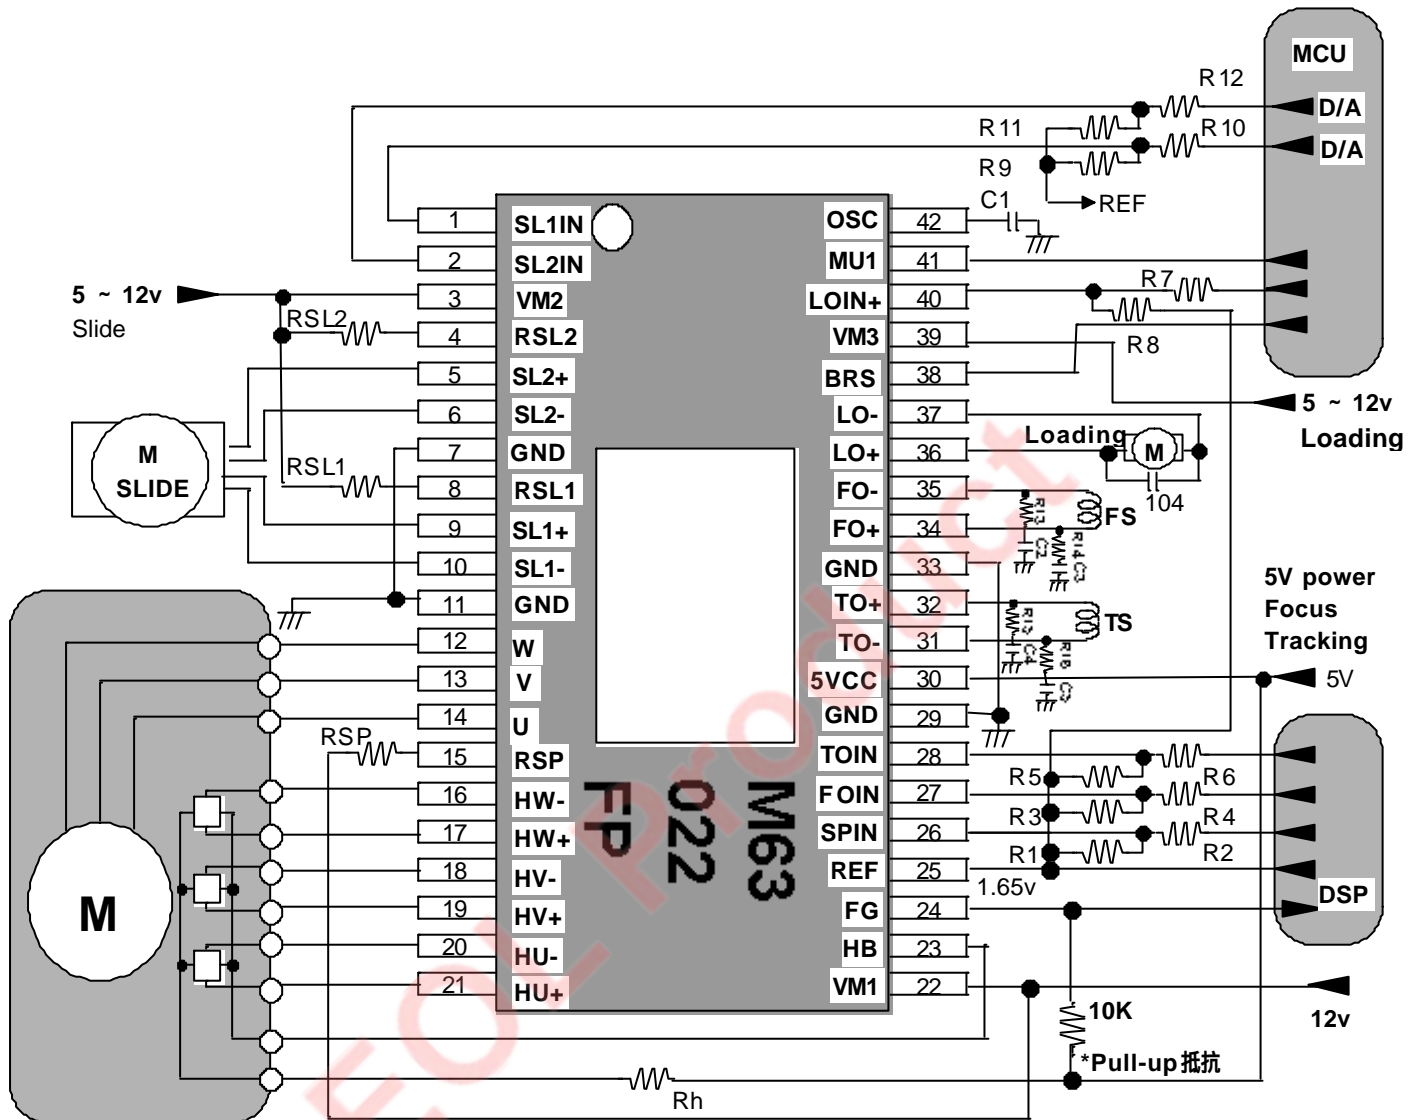 MCU
R12
D/A
R11
R10
D/A
R9
C1
REF
1 SL1IN
OSC 42
2 SL2IN
MU1 41
5 ~ 12v
Slide
3 VM2
LOIN+ 40
R7
RSL2
4 RSL2
VM3 39
R8
5 SL2+
BRS 38
6 SL2-
LO- 37
5 ~ 12v
Loading
M
SLIDE
7 GND
LO+ 36
Loading
M
104
RSL1
8 RSL1
FO- 35
FS
R13
C2
R14
C3
9 SL1+
FO+ 34
10 SL1-
GND 33
5V power
Focus
Tracking
11 GND
TO+ 32
TS
C4
12 W
TO- 31
13 V
5VCC 30
5V
14 U
GND 29
RSP
15 RSP
TOIN 28
R5
R6
16 HW-
FOIN 27
R3
R4
17 HW+
SPIN 26
R1
R2
18 HV-
REF 25
1.65v
DSP
M
19 HV+
FG 24
20 HU-
HB 23
21 HU+
VM1 22
12v
M63
022
FP
10K
*Pull-up抵抗
Rh
EOL Product